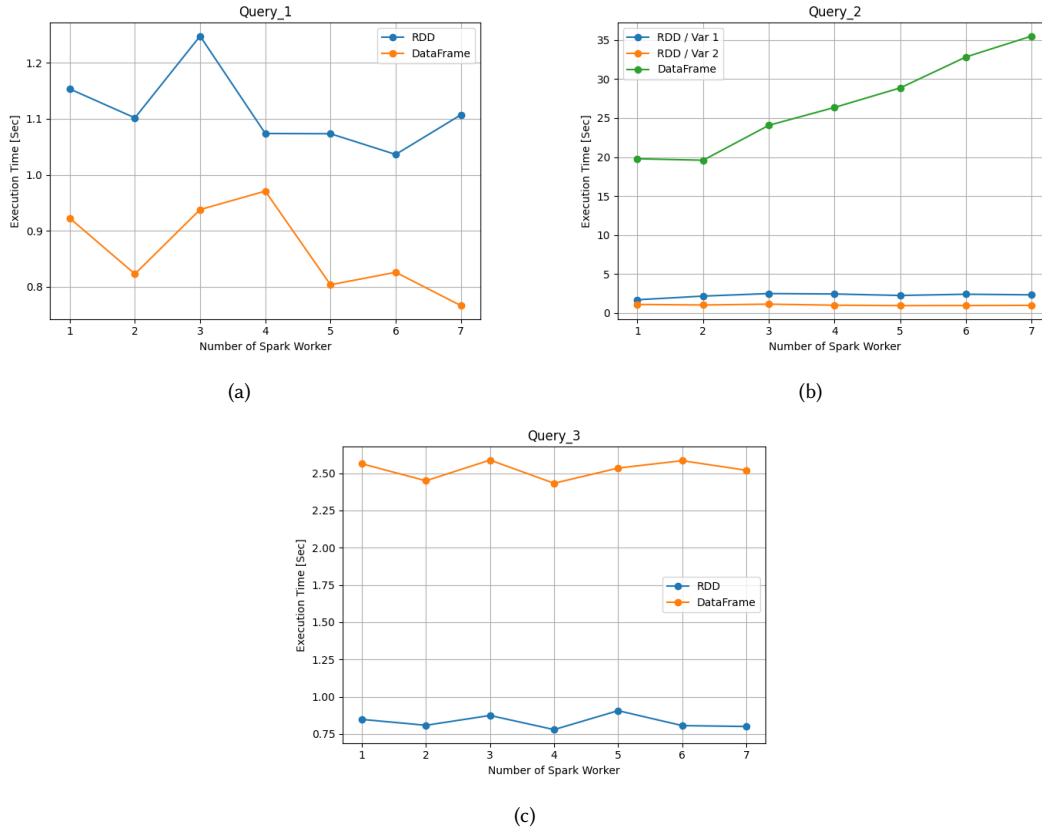 Query_1
RDD
DataFrame
Execution Time [Sec]
1.2
1.1
1.0
0.9
0.8
1 2 3 4 5 6 7
Number of Spark Worker
(a)
Query_2
RDD / Var 1
RDD / Var 2
DataFrame
Execution Time [Sec]
35
30
25
20
15
10
5
0
1 2 3 4 5 6 7
Number of Spark Worker
(b)
Query_3
RDD
DataFrame
Execution Time [Sec]
2.50
2.25
2.00
1.75
1.50
1.25
1.00
0.75
1 2 3 4 5 6 7
Number of Spark Worker
(c)